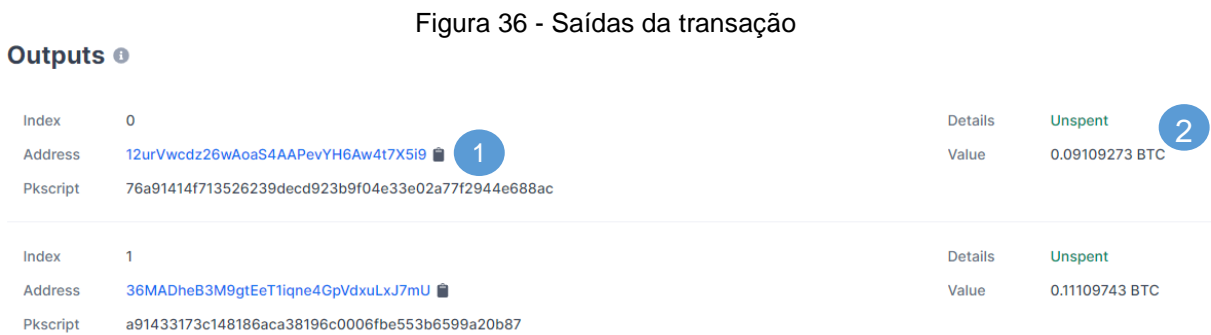 Figura 36 - Saídas da transação
Outputs
Index 0 Details Unspent 2
Address 12urVwcdz26wAoaS4AAPevYH6Aw4t7X5i9 1 Value 0.09109273 BTC
Pkscript 76a91414f713526239decd923b9f04e33e02a77f2944e688ac
Index 1 Details Unspent
Address 36MADheB3M9gtEeT1iqne4GpVdxuLxJ7mU Value 0.11109743 BTC
Pkscript a91433173c148186aca38196c0006fbe553b6599a20b87